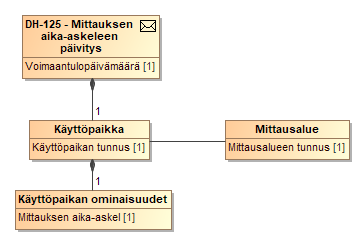 DH-125 - Mittauksen
aika-askeleen
päivitys
Voimaantulopäivämäärä [1]
1
Käyttöpaikka
Käyttöpaikan tunnus [1]
Mittausalue
Mittausalueen tunnus [1]
1
Käyttöpaikan ominaisuudet
Mittauksen aika-askel [1]